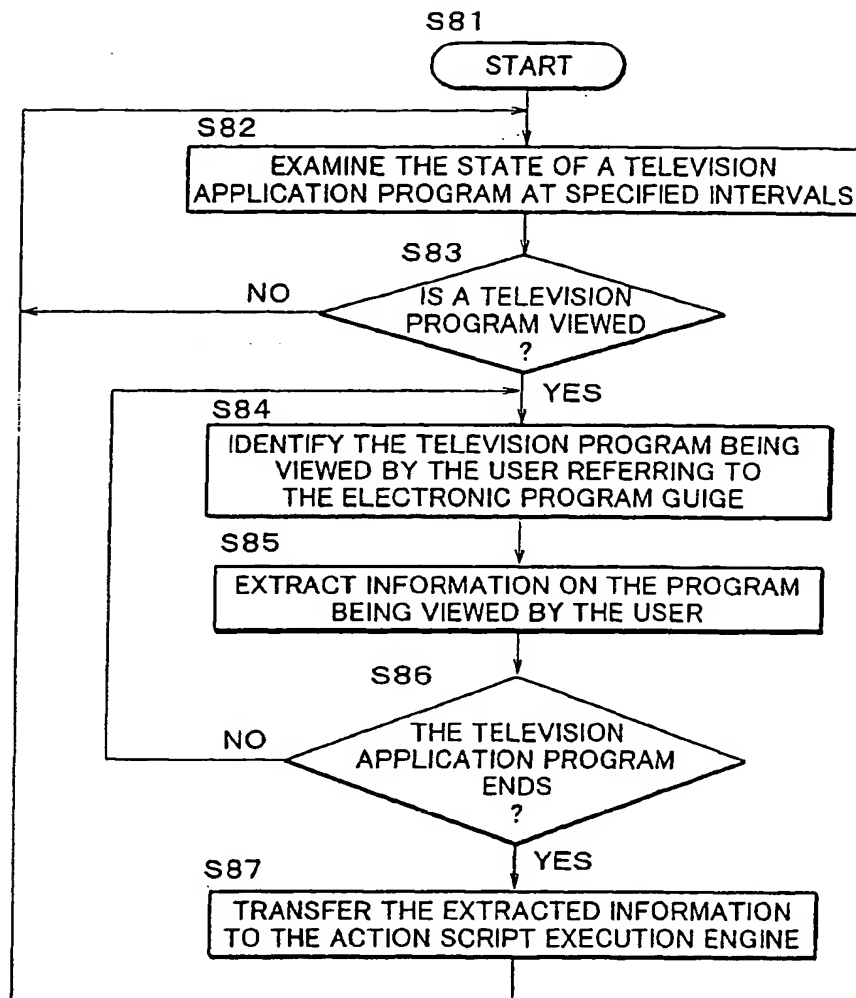 S81
START
S82
EXAMINE THE STATE OF A TELEVISION
APPLICATION PROGRAM AT SPECIFIED INTERVALS
S83
NO
IS A TELEVISION
PROGRAM VIEWED
?
YES
S84
IDENTIFY THE TELEVISION PROGRAM BEING
VIEWED BY THE USER REFERRING TO
THE ELECTRONIC PROGRAM GUIGE
S85
EXTRACT INFORMATION ON THE PROGRAM
BEING VIEWED BY THE USER
S86
NO
THE TELEVISION
APPLICATION PROGRAM
ENDS
?
YES
S87
TRANSFER THE EXTRACTED INFORMATION
TO THE ACTION SCRIPT EXECUTION ENGINE